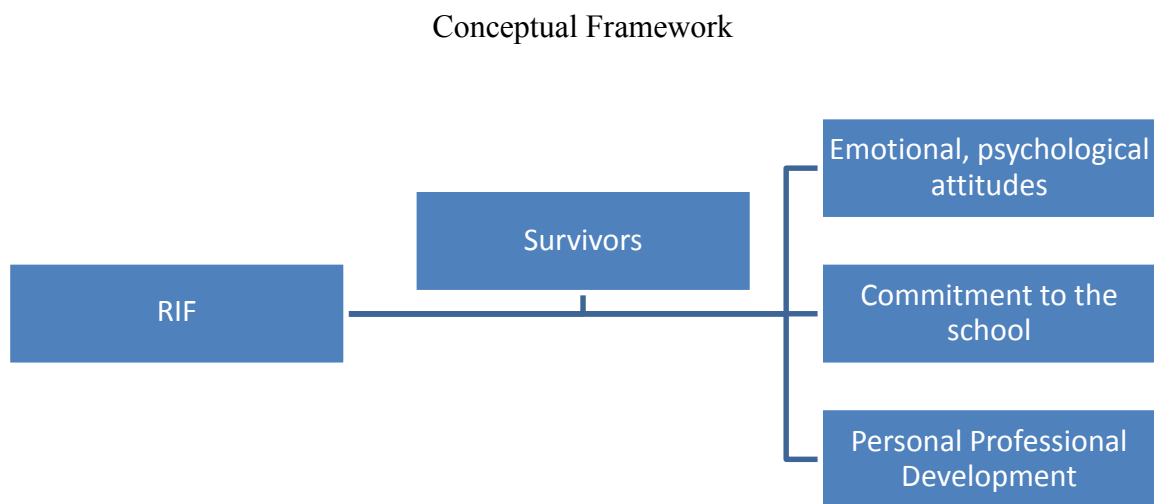 Conceptual Framework
RIF
Survivors
Emotional, psychological
attitudes
Commitment to the
school
Personal Professional
Development